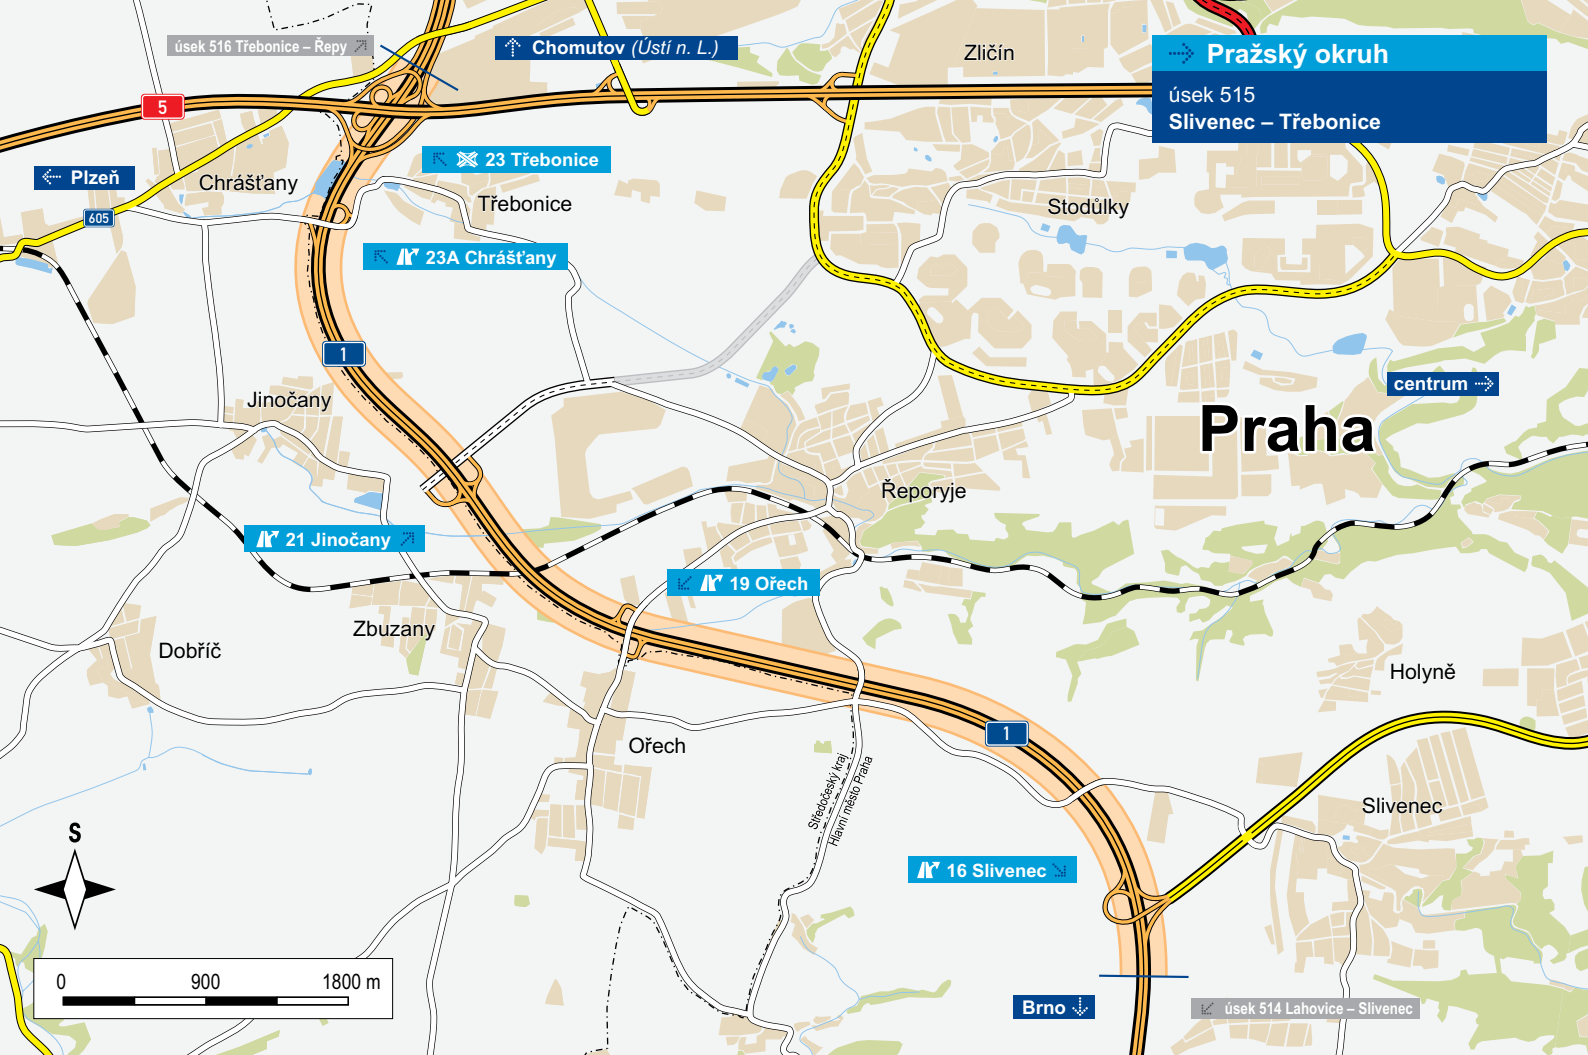 úsek 516 Třebonice – Řepy
Chomutov (Ústí n. L.)
Zličín
Pražský okruh
úsek 515
Slivenec – Třebonice
5
23 Třebonice
Plzeň
Chrášťany
Třebonice
Stodůlky
605
23A Chrášťany
1
centrum
Jinočany
Praha
Řeporyje
21 Jinočany
19 Ořech
Zbuzany
Dobříč
Holyně
1
Ořech
Středočeský kraj
Hlavní město Praha
Slivenec
S
16 Slivenec
0 900 1800 m
Brno
úsek 514 Lahovice – Slivenec